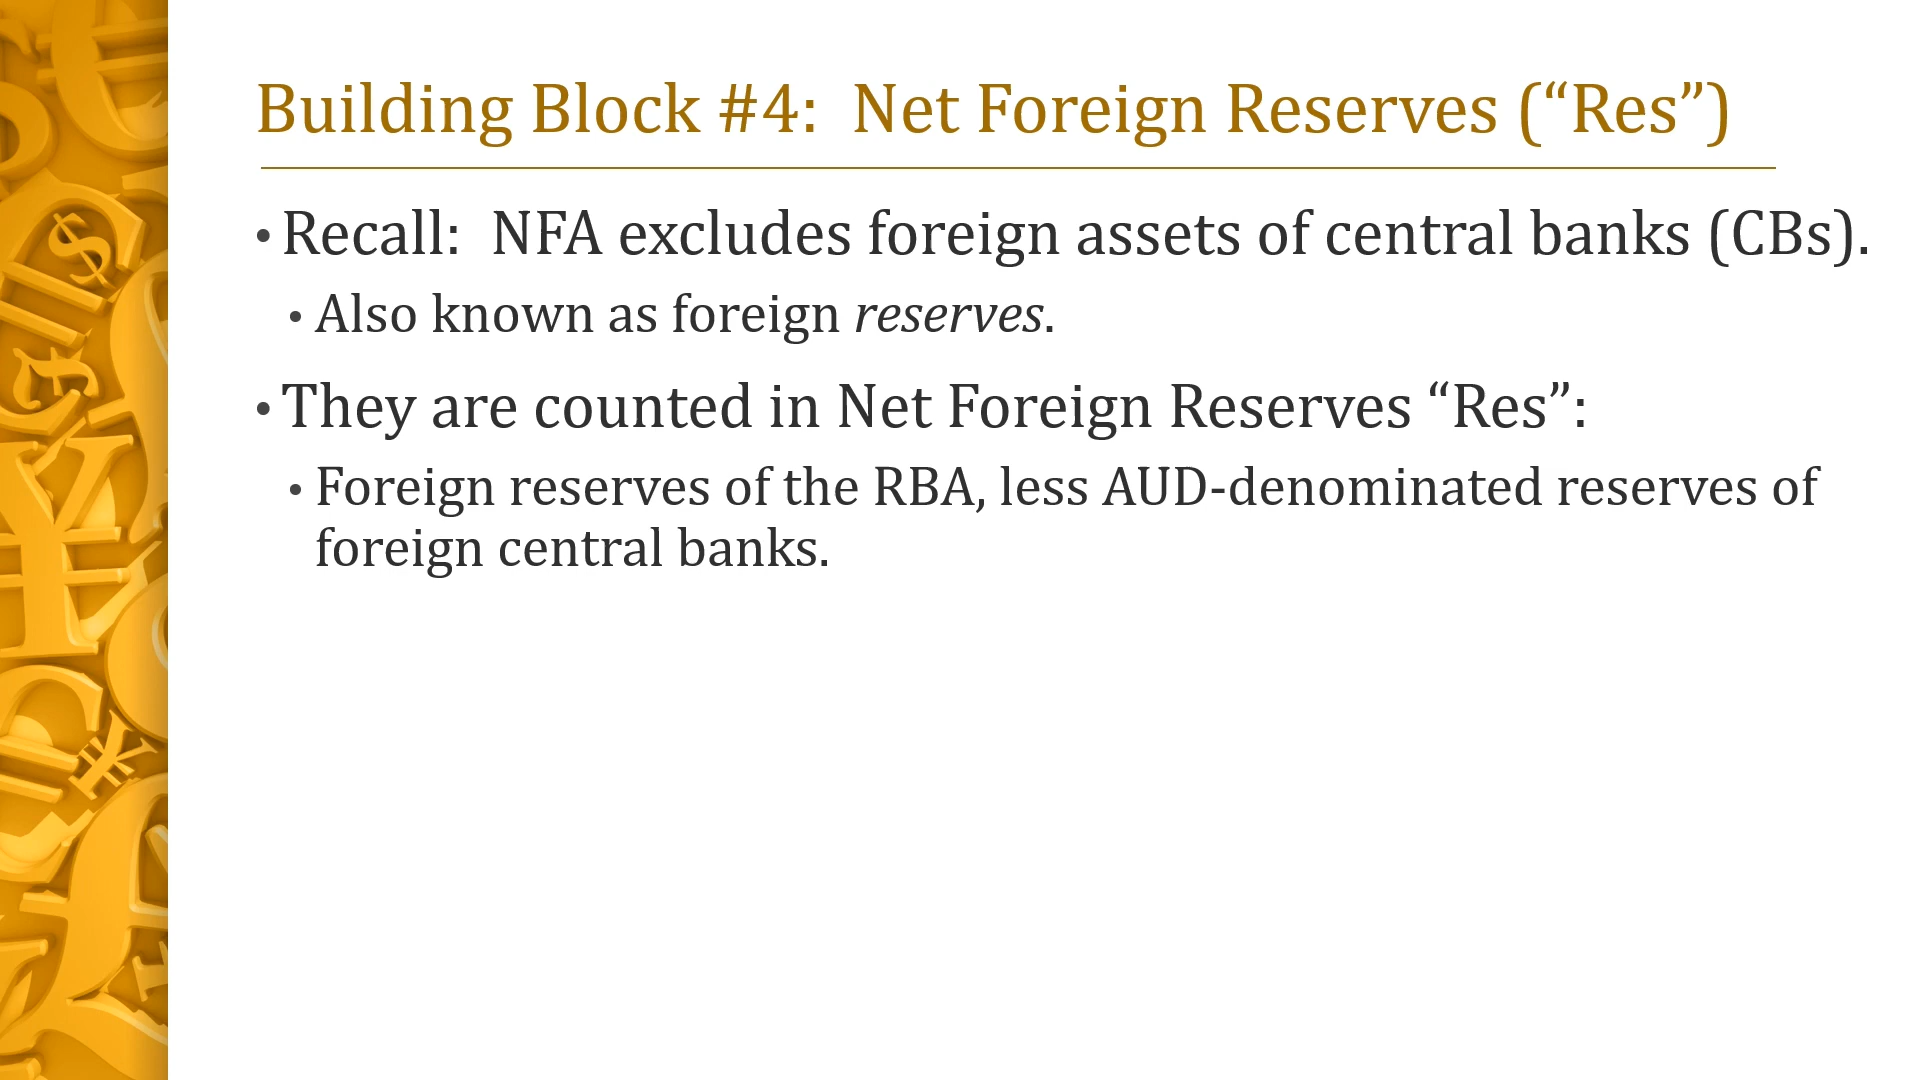 Building Block #4:  Net Foreign Reserves (“Res”)
• Recall:  NFA excludes foreign assets of central banks (CBs).
• Also known as foreign reserves.
• They are counted in Net Foreign Reserves “Res”:
• Foreign reserves of the RBA, less AUD-denominated reserves of
foreign central banks.